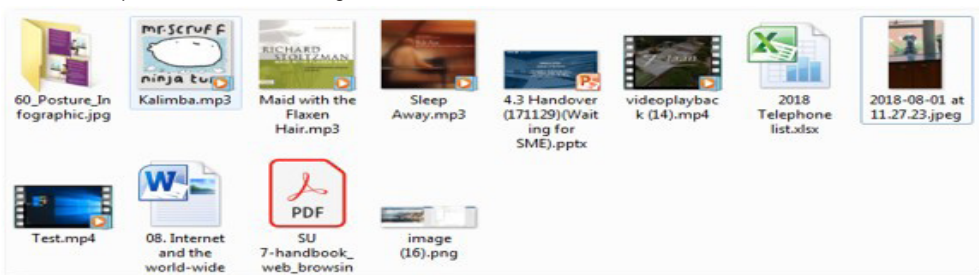 60_Posture_In
fographic.jpg
mr.scruff
ninja tuna
Kalimba.mp3
RICHARD
STOLTZMAN
Maid with the
Flaxen
Hair.mp3
Sleep
Away.mp3
4.3 Handover
(171129)(Wait
ing for
SME).pptx
videoplaybac
k (14).mp4
2018
Telephone
list.xlsx
2018-08-01 at
11.27.23.jpeg
Test.mp4
W
08. Internet
and the
world-wide
PDF
SU
7-handbook_
web_browsin
image
(16).png